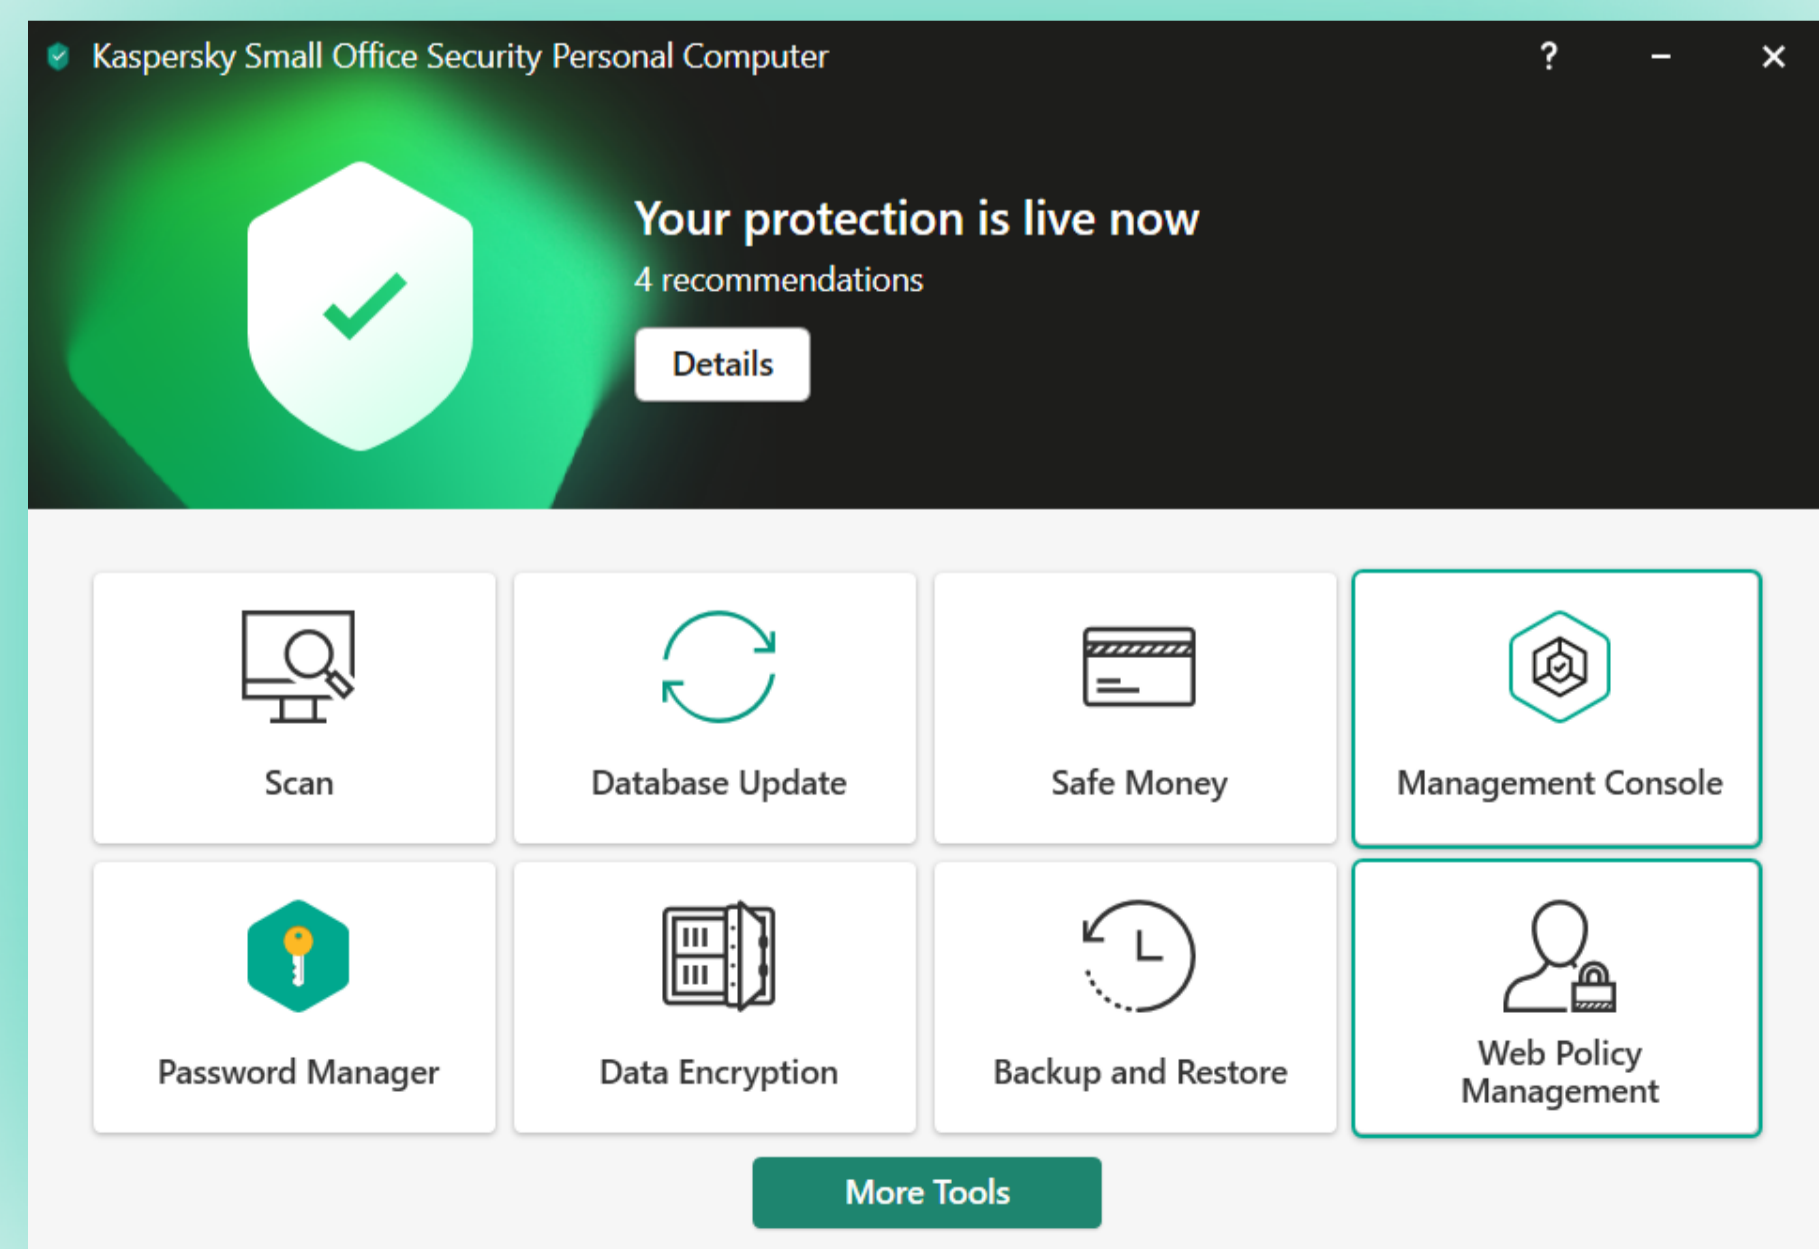 Kaspersky Small Office Security Personal Computer
Your protection is live now
4 recommendations
Details
Scan
Database Update
Safe Money
Management Console
Password Manager
Data Encryption
Backup and Restore
Web Policy
Management
More Tools